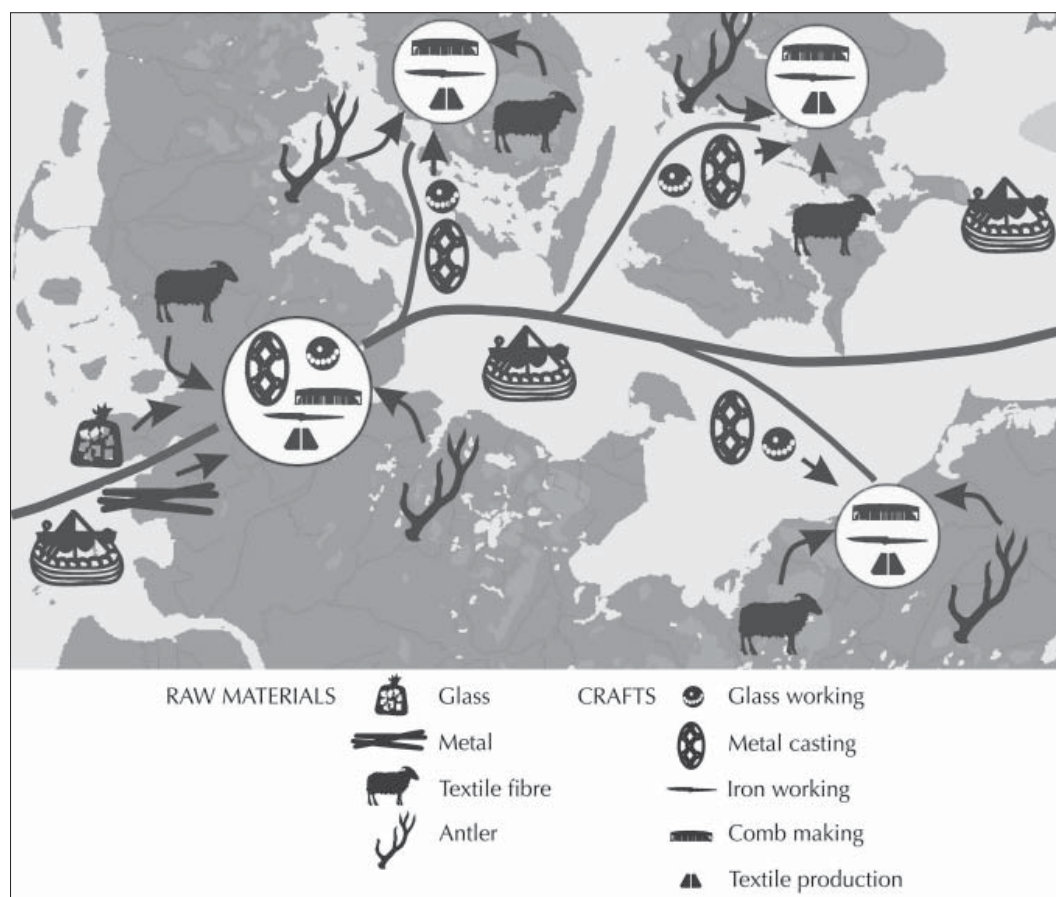 RAW MATERIALS
Glass
Metal
Textile fibre
Antler
CRAFTS
Glass working
Metal casting
Iron working
Comb making
Textile production